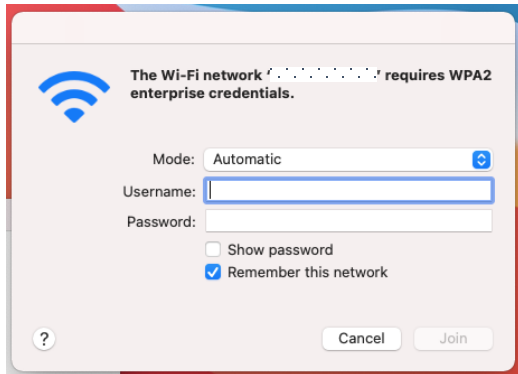 The Wi-Fi network ‘ ’ requires WPA2
enterprise credentials.
Mode: Automatic
Username:
Password:
Show password
Remember this network
? Cancel Join